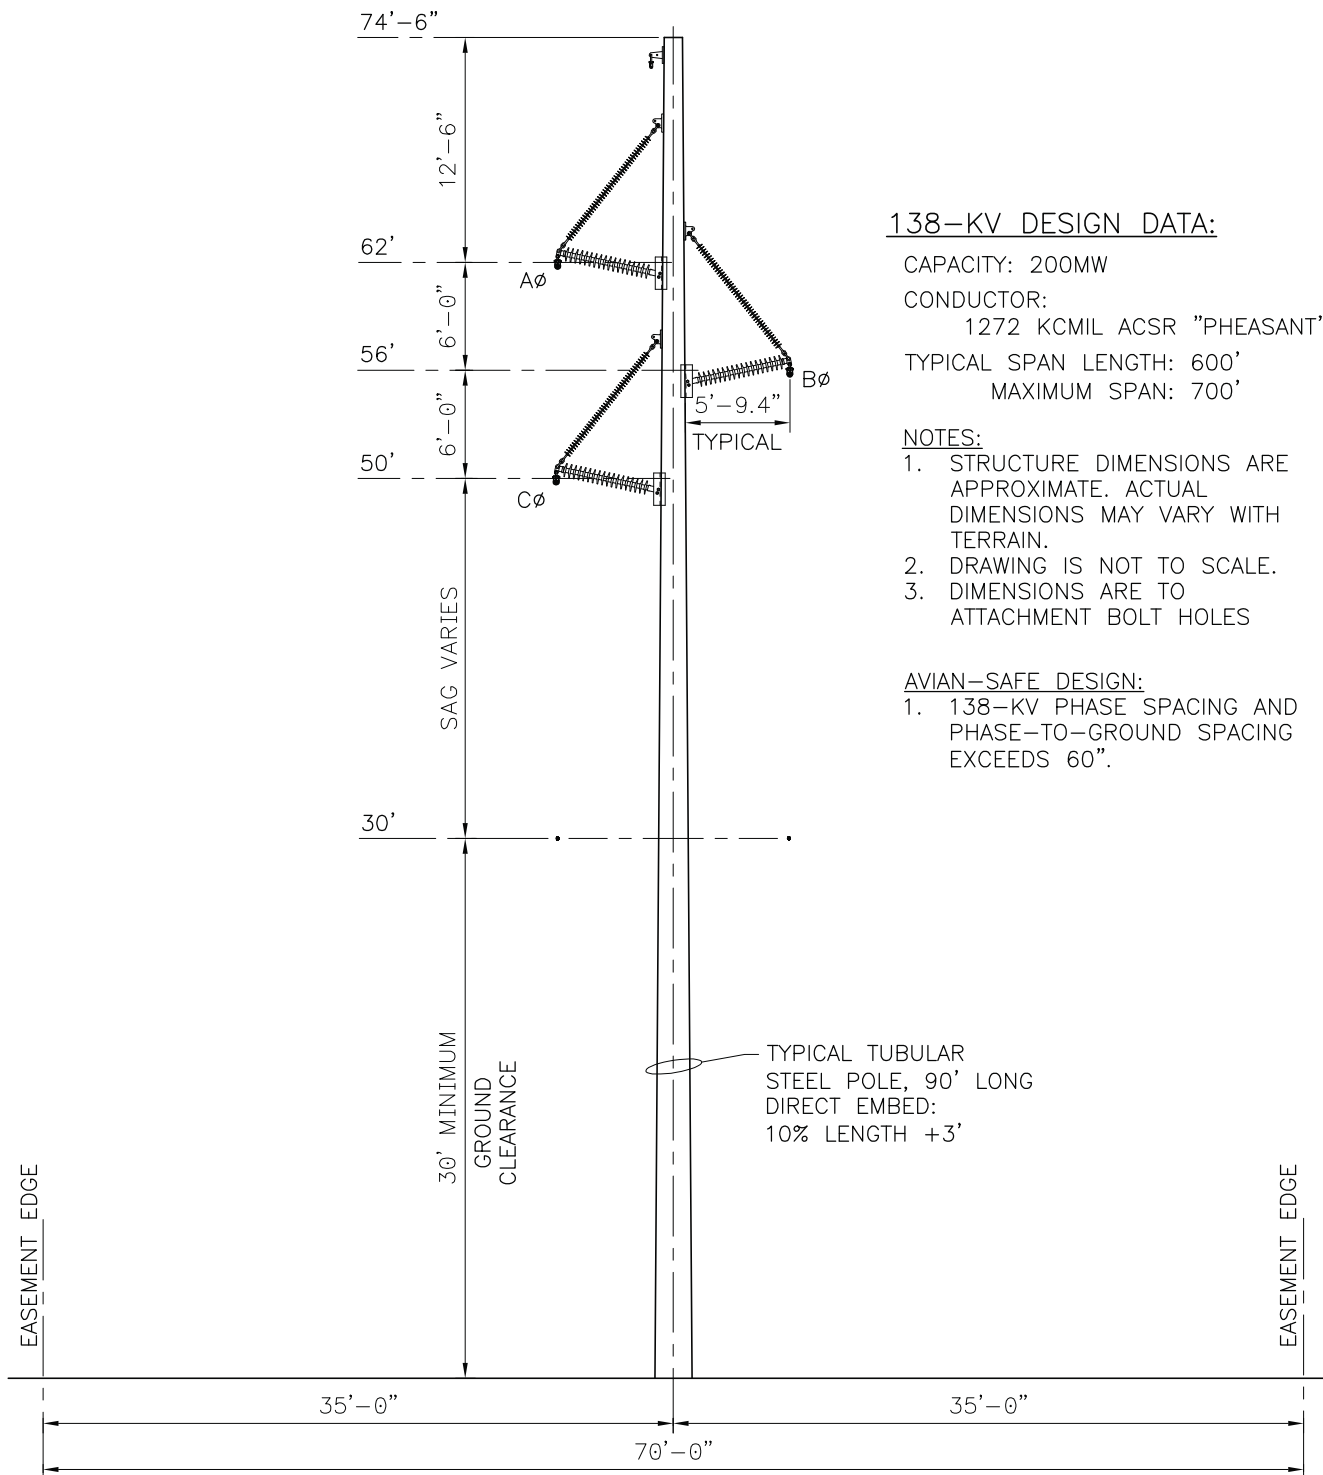 74'-6"
12'-6"
62'
AØ
6'-0"
56'
BØ
5'-9.4"
TYPICAL
6'-0"
50'
CØ
SAG VARIES
30'
30' MINIMUM
GROUND
CLEARANCE
138-KV DESIGN DATA:
CAPACITY: 200MW
CONDUCTOR:
1272 KCMIL ACSR "PHEASANT"
TYPICAL SPAN LENGTH: 600'
MAXIMUM SPAN: 700'
NOTES:
1. STRUCTURE DIMENSIONS ARE
APPROXIMATE. ACTUAL
DIMENSIONS MAY VARY WITH
TERRAIN.
2. DRAWING IS NOT TO SCALE.
3. DIMENSIONS ARE TO
ATTACHMENT BOLT HOLES
AVIAN-SAFE DESIGN:
1. 138-KV PHASE SPACING AND
PHASE-TO-GROUND SPACING
EXCEEDS 60".
TYPICAL TUBULAR
STEEL POLE, 90' LONG
DIRECT EMBED:
10% LENGTH +3'
EASEMENT EDGE
EASEMENT EDGE
35'-0"
35'-0"
70'-0"